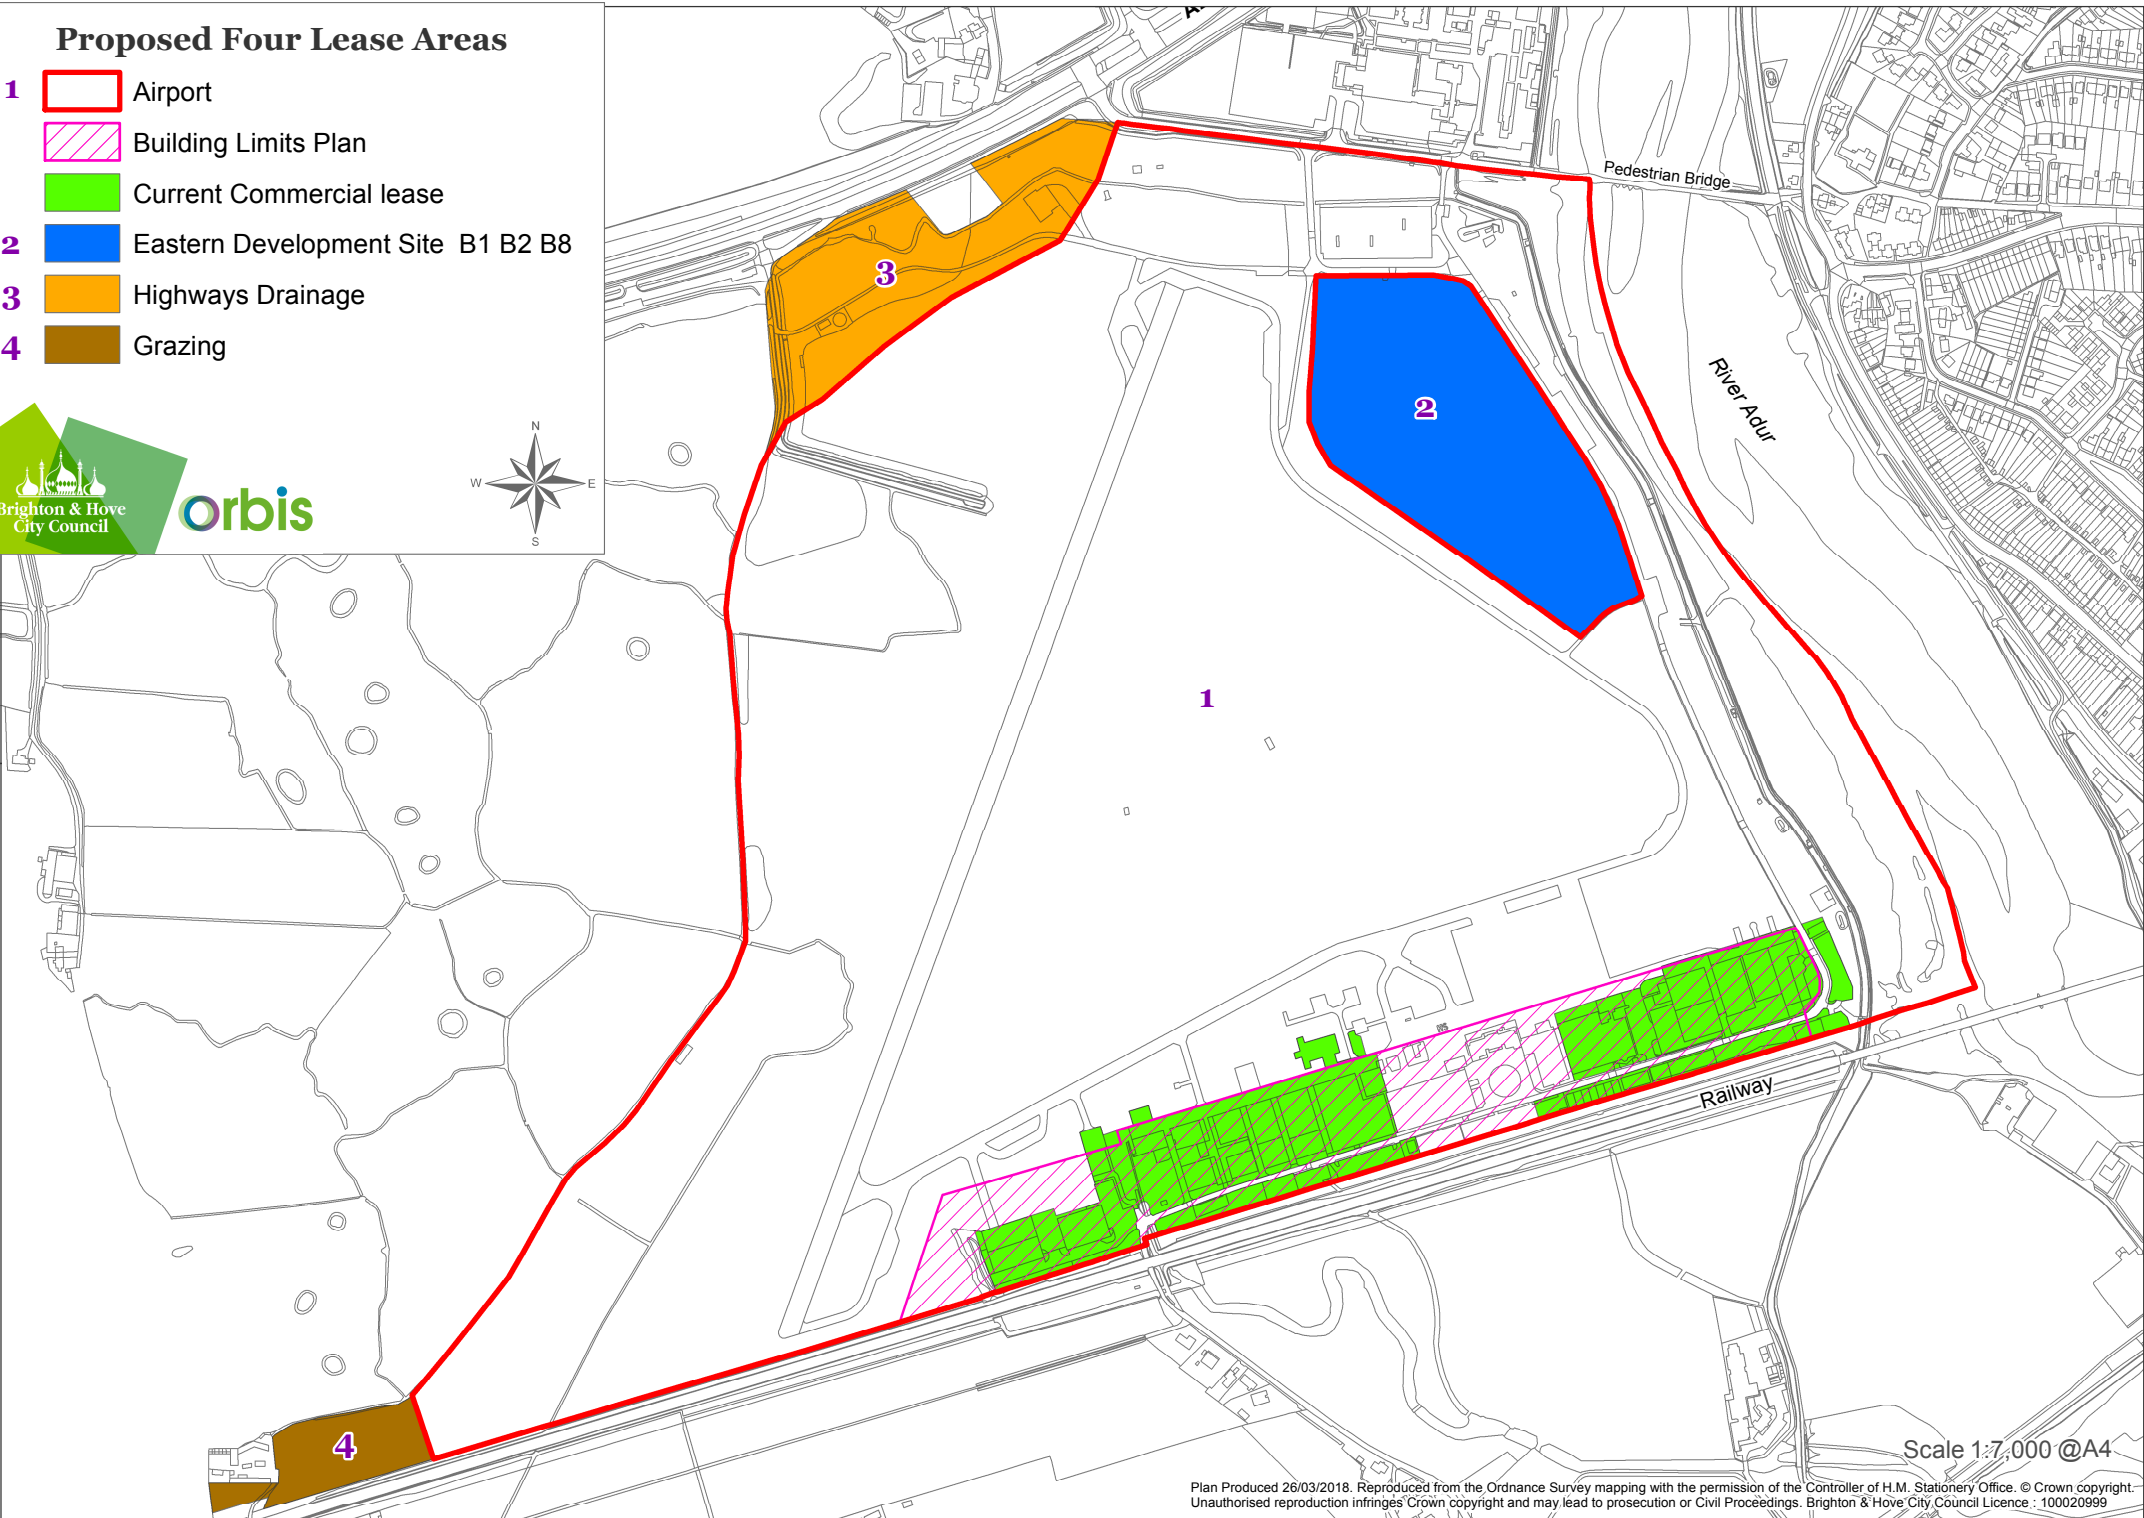 Proposed Four Lease Areas
1 Airport
Building Limits Plan
Current Commercial lease
2 Eastern Development Site B1 B2 B8
3 Highways Drainage
4 Grazing
Brighton & Hove
City Council
orbis
N
W E
S
Pedestrian Bridge
3
2
River Adur
1
Railway
4
Scale 1:7,000 @A4
Plan Produced 26/03/2018. Reproduced from the Ordnance Survey mapping with the permission of the Controller of H.M. Stationery Office. © Crown copyright.
Unauthorised reproduction infringes Crown copyright and may lead to prosecution or Civil Proceedings. Brighton & Hove City Council Licence : 100020999